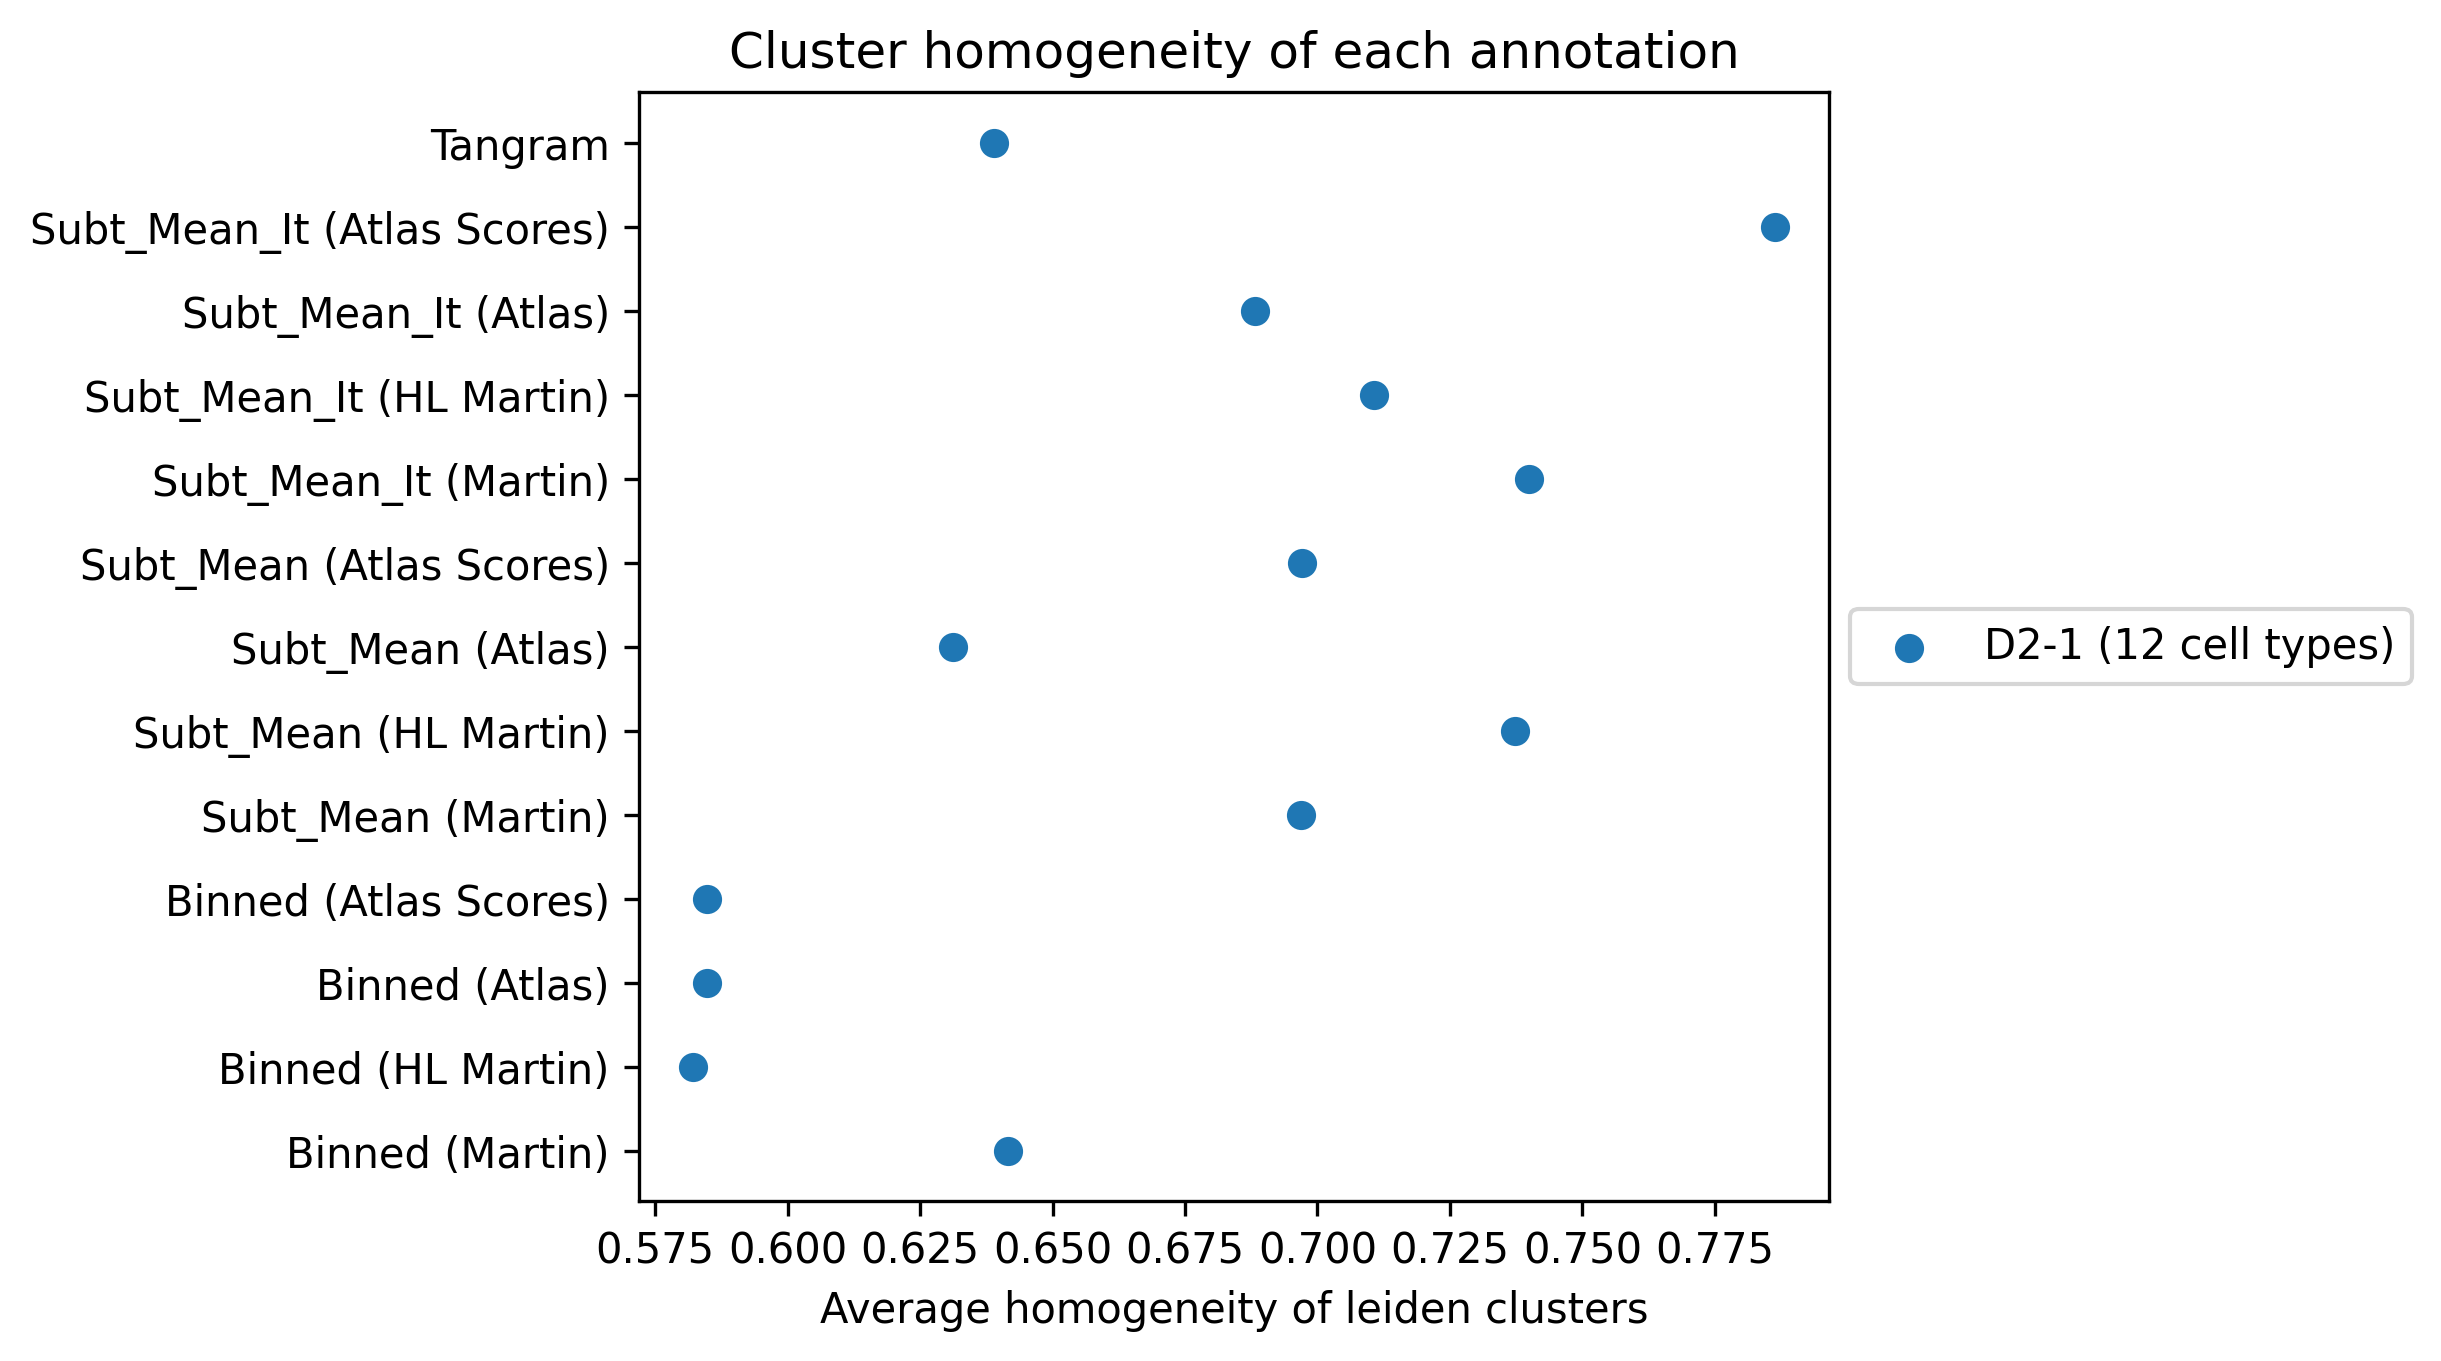 Cluster homogeneity of each annotation
Tangram
Subt_Mean_It (Atlas Scores)
Subt_Mean_It (Atlas)
Subt_Mean_It (HL Martin)
Subt_Mean_It (Martin)
Subt_Mean (Atlas Scores)
Subt_Mean (Atlas)
Subt_Mean (HL Martin)
Subt_Mean (Martin)
Binned (Atlas Scores)
Binned (Atlas)
Binned (HL Martin)
Binned (Martin)
0.575 0.600 0.625 0.650 0.675 0.700 0.725 0.750 0.775
Average homogeneity of leiden clusters
D2-1 (12 cell types)